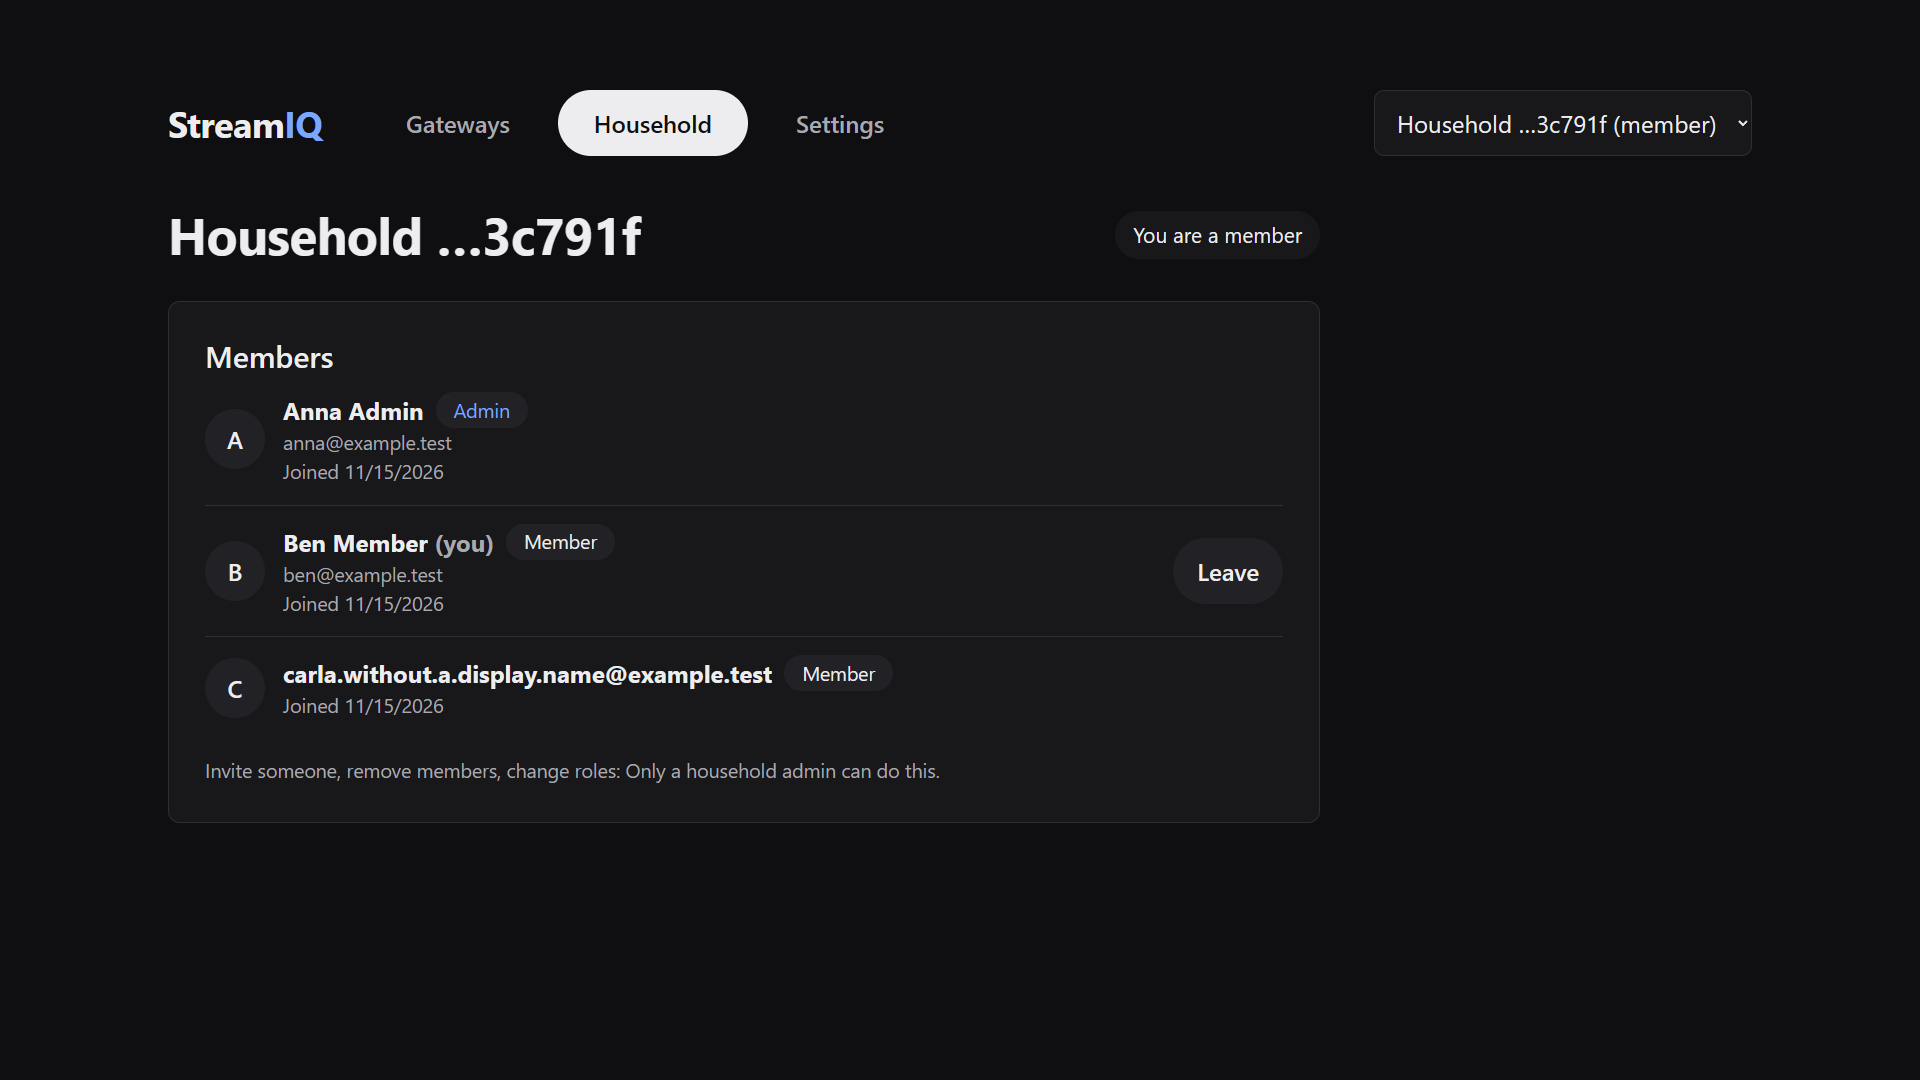 StreamIQ Gateways Household Settings Household ...3c791f (member)
Household ...3c791f You are a member
Members
Anna Admin Admin
A
anna@example.test
Joined 11/15/2026
Ben Member (you) Member
B
ben@example.test
Joined 11/15/2026
Leave
carla.without.a.display.name@example.test Member
C
Joined 11/15/2026
Invite someone, remove members, change roles: Only a household admin can do this.